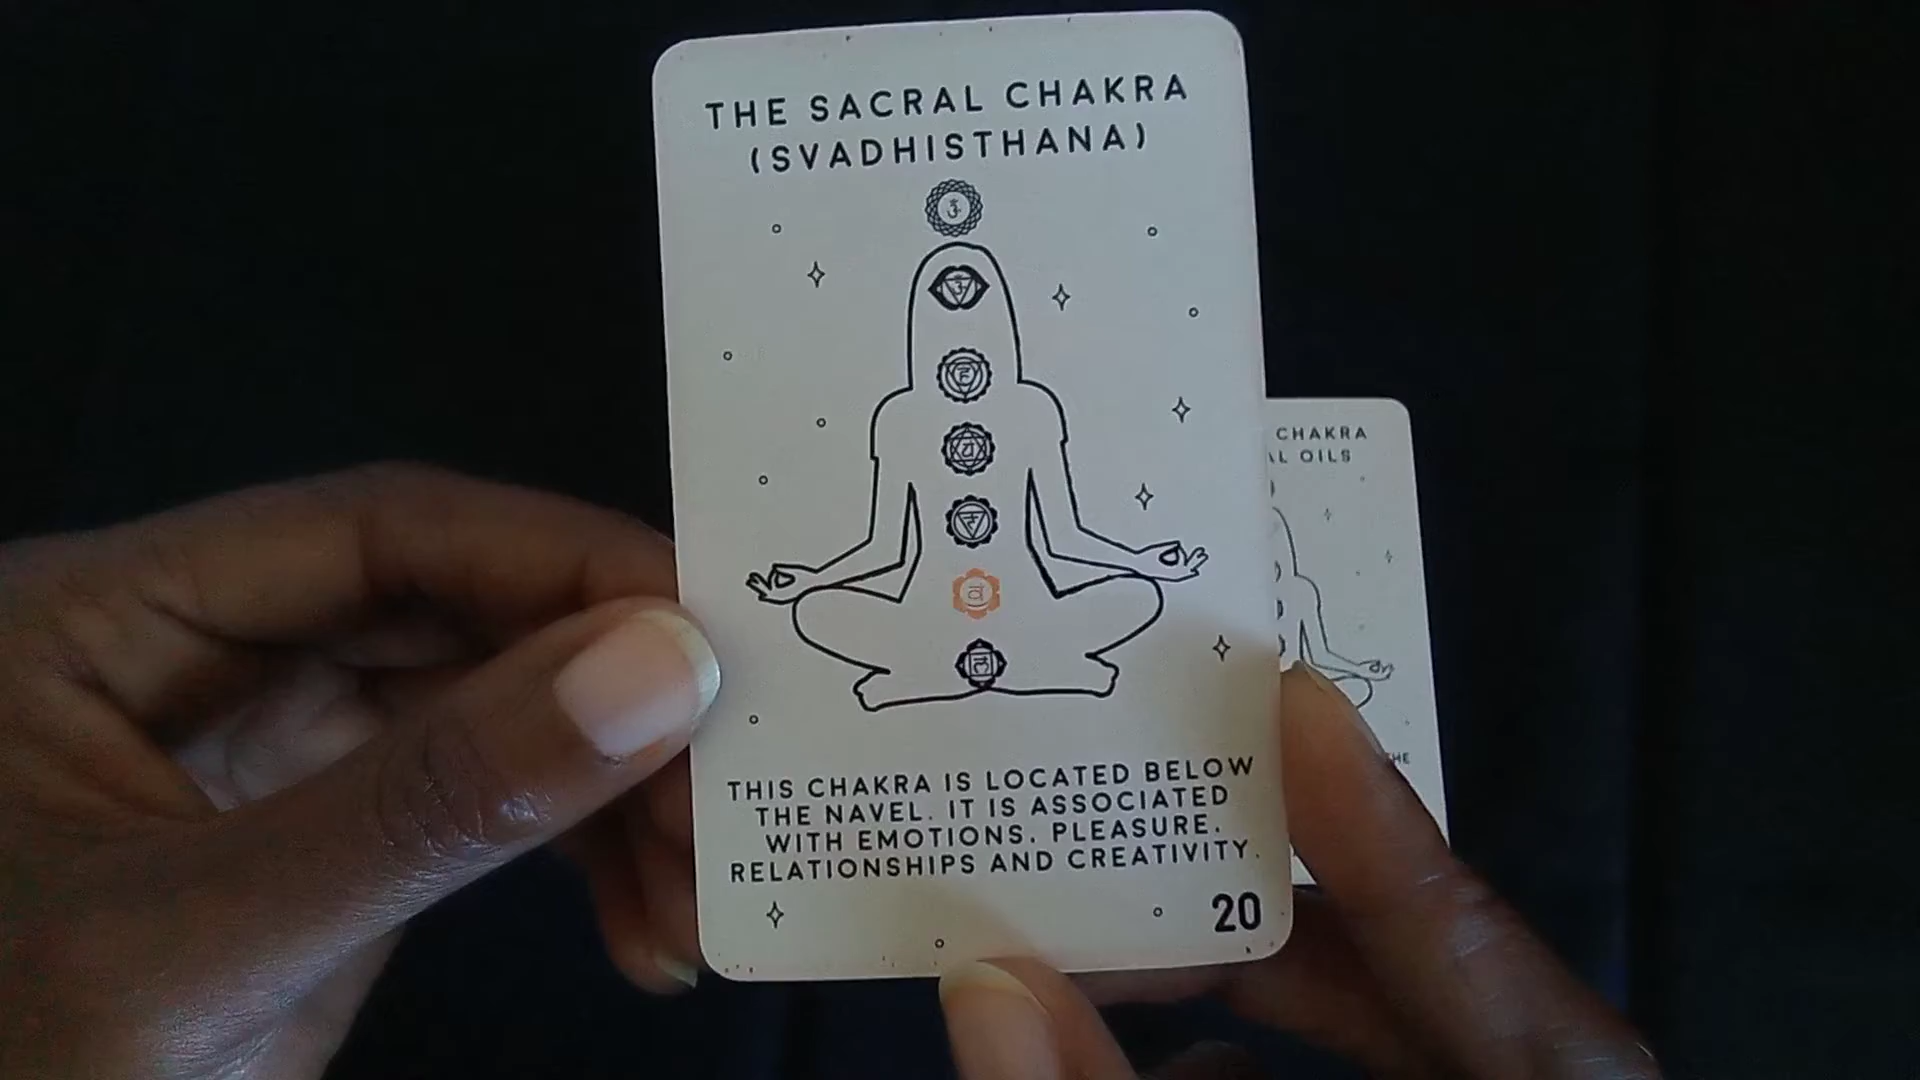 THE SACRAL CHAKRA
(SVADHISTHANA)
THIS CHAKRA IS LOCATED BELOW
THE NAVEL. IT IS ASSOCIATED
WITH EMOTIONS, PLEASURE,
RELATIONSHIPS AND CREATIVITY.
20
CHAKRA
OILS